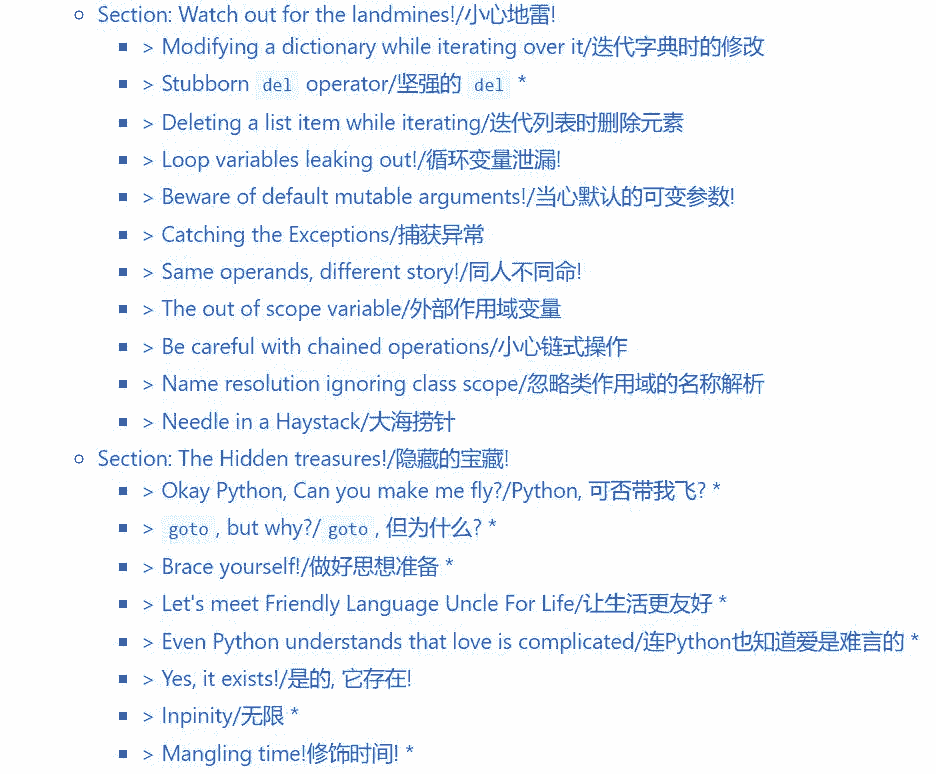 Section: Watch out for the landmines!/小心地雷!
> Modifying a dictionary while iterating over it/迭代字典时的修改
> Stubborn del operator/坚强的 del *
> Deleting a list item while iterating/迭代列表时删除元素
> Loop variables leaking out!/循环变量泄漏!
> Beware of default mutable arguments!/当心默认的可变参数!
> Catching the Exceptions/捕获异常
> Same operands, different story!/同人不同命!
> The out of scope variable/外部作用域变量
> Be careful with chained operations/小心链式操作
> Name resolution ignoring class scope/忽略类作用域的名称解析
> Needle in a Haystack/大海捞针
Section: The Hidden treasures!/隐藏的宝藏!
> Okay Python, Can you make me fly?/Python, 可否带我飞? *
> goto, but why?/ goto, 但为什么? *
> Brace yourself!/做好思想准备 *
> Let's meet Friendly Language Uncle For Life/让生活更友好 *
> Even Python understands that love is complicated/连Python也知道爱是难言的 *
> Yes, it exists!/是的, 它存在!
> Inpinity/无限 *
> Mangling time!修饰时间! *